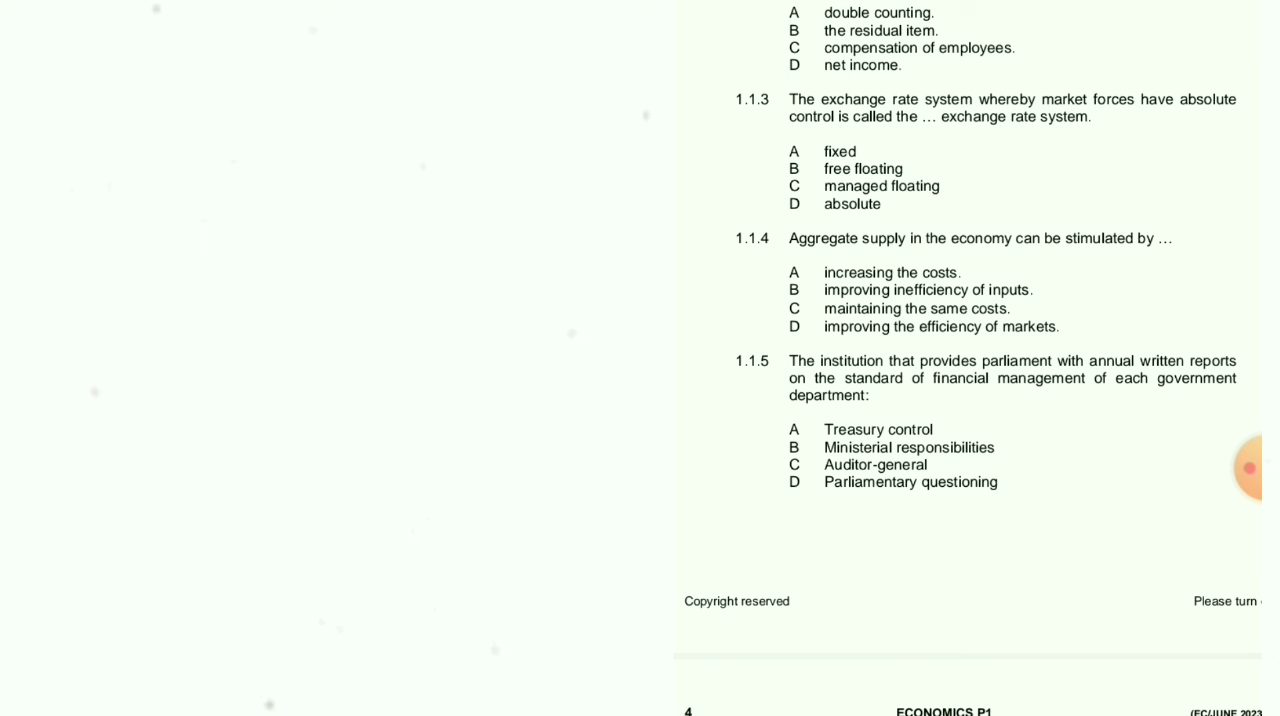 A double counting.
B the residual item.
C compensation of employees.
D net income.
1.1.3 The exchange rate system whereby market forces have absolute
control is called the … exchange rate system.
A fixed
B free floating
C managed floating
D absolute
1.1.4 Aggregate supply in the economy can be stimulated by …
A increasing the costs.
B improving inefficiency of inputs.
C maintaining the same costs.
D improving the efficiency of markets.
1.1.5 The institution that provides parliament with annual written reports
on the standard of financial management of each government
department:
A Treasury control
B Ministerial responsibilities
C Auditor-general
D Parliamentary questioning
Copyright reserved Please turn
4 ECONOMICS P1 (EC/JUNE 2023